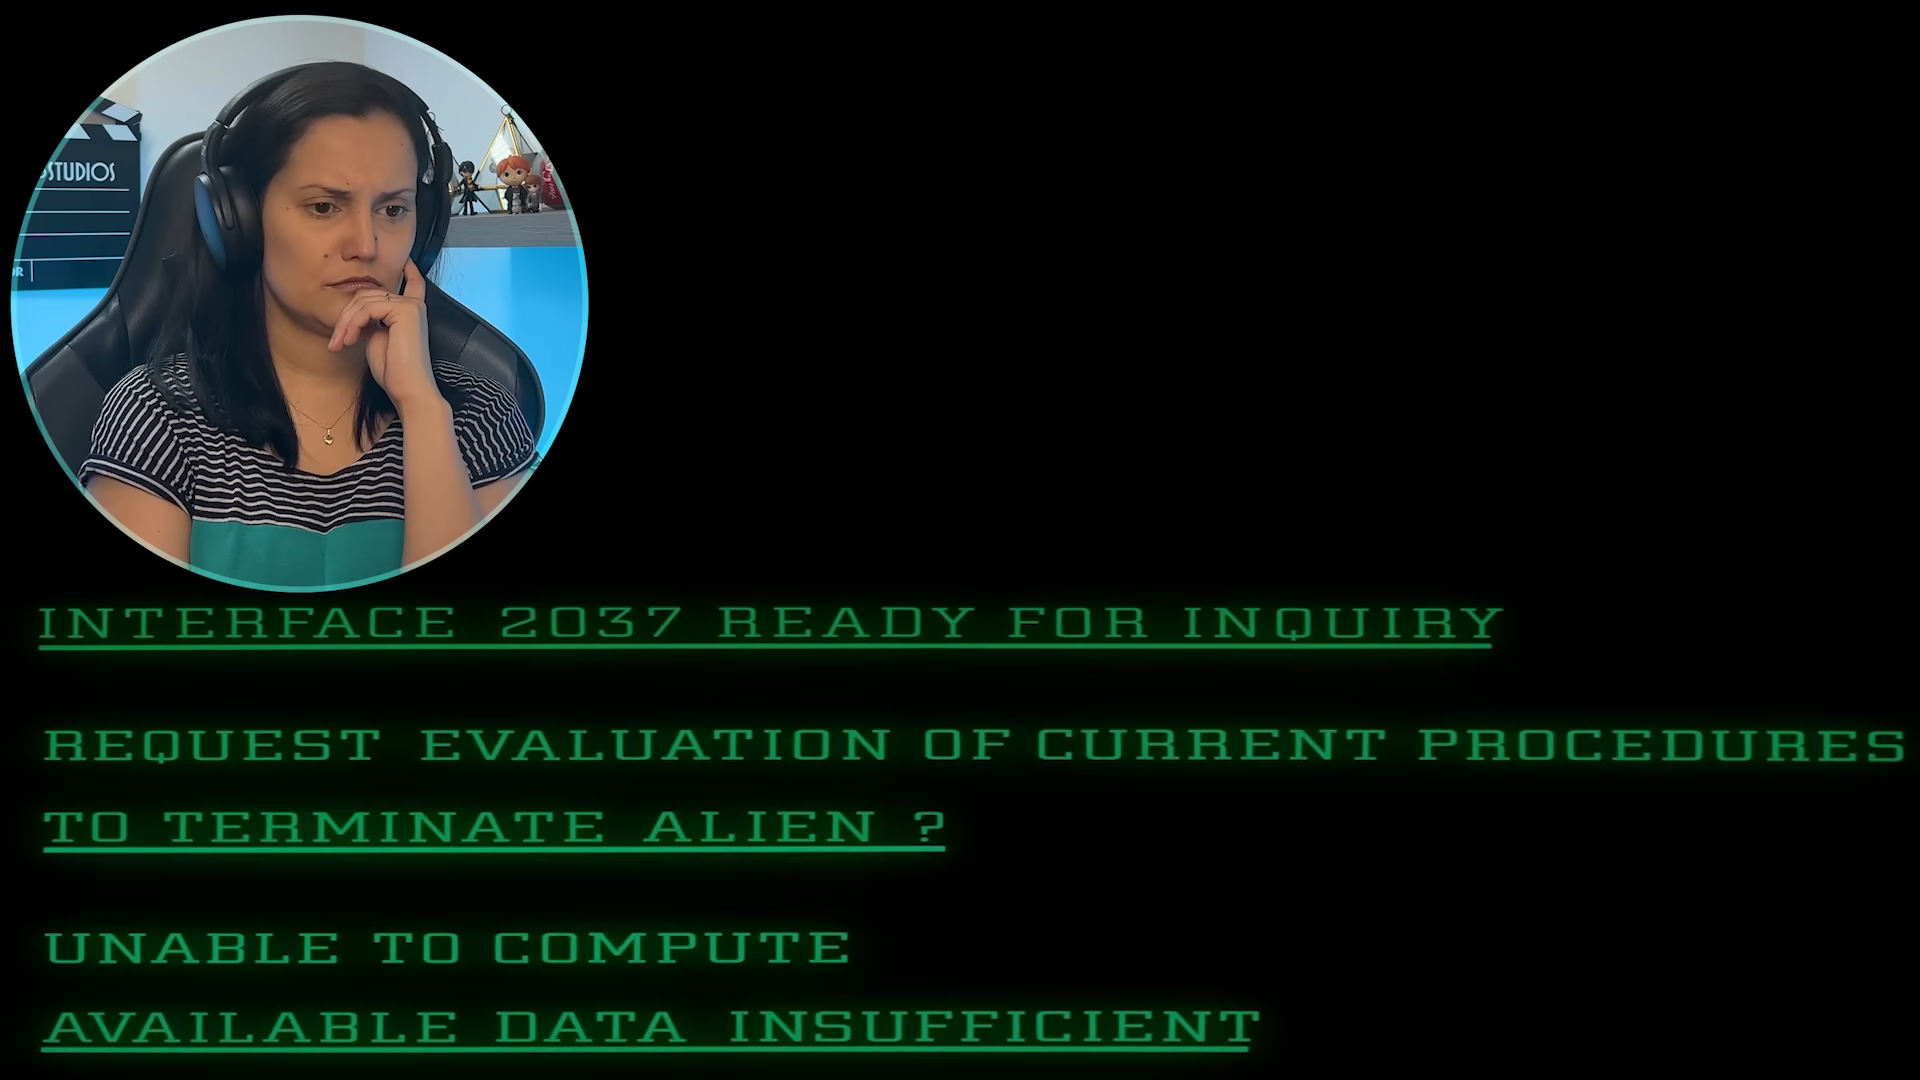 STUDIOS
OR
INTERFACE 2037 READY FOR INQUIRY
REQUEST EVALUATION OF CURRENT PROCEDURES
TO TERMINATE ALIEN ?
UNABLE TO COMPUTE
AVAILABLE DATA INSUFFICIENT